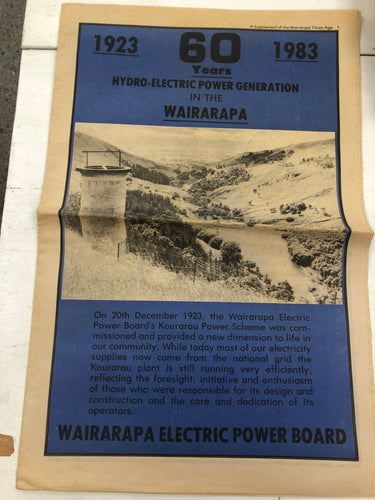 A Supplement of the Wairarapa Times Age
1923 60 1983
Years
HYDRO-ELECTRIC POWER GENERATION
IN THE
WAIRARAPA
On 20th December 1923, the Wairarapa Electric
Power Board's Kourarau Power Scheme was com-
missioned and provided a new dimension to life in
our community. While today most of our electricity
supplies now come from the national grid the
Kourarau plant is still running very efficiently,
reflecting the foresight, initiative and enthusiasm
of those who were responsible for its design and
construction and the care and dedication of its
operators.
WAIRARAPA ELECTRIC POWER BOARD